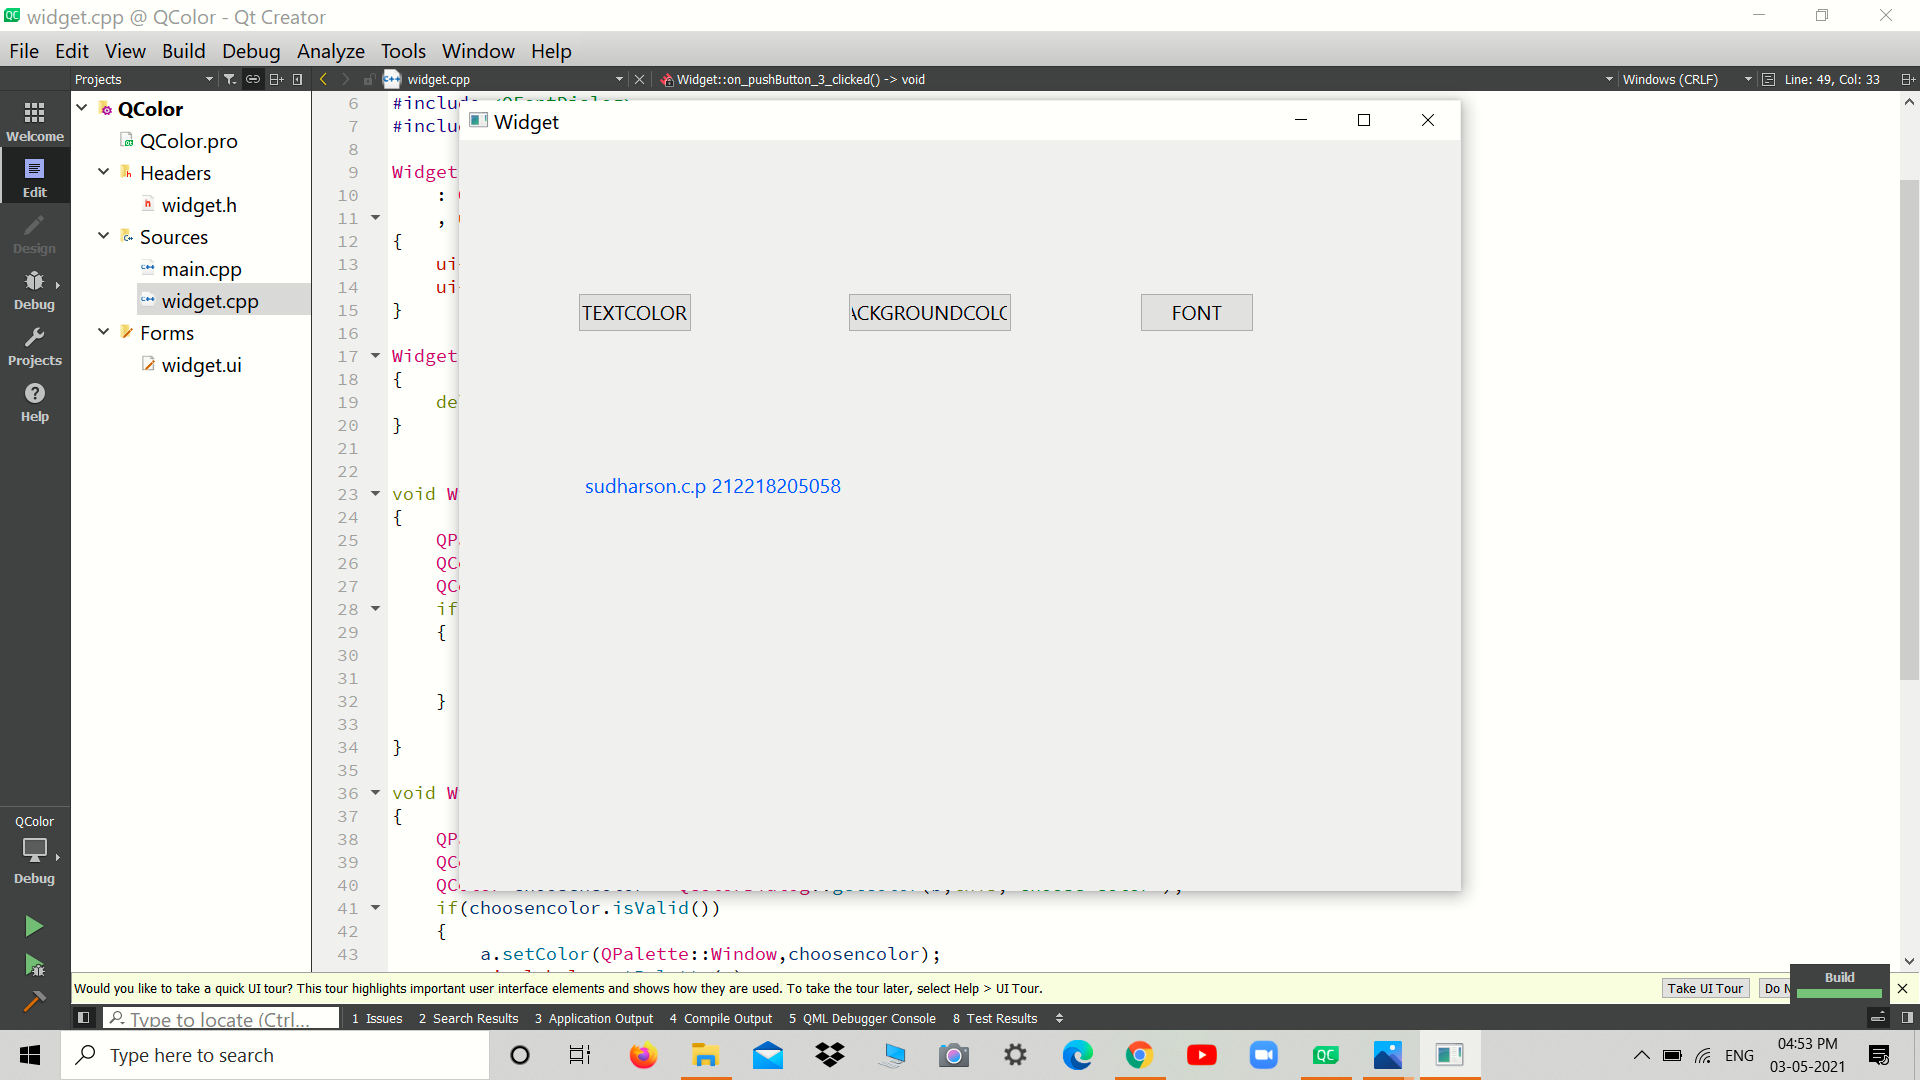 widget.cpp @ QColor - Qt Creator
File Edit View Build Debug Analyze Tools Window Help
Projects widget.cpp Widget::on_pushButton_3_clicked() -> void Windows (CRLF) Line: 49, Col: 33
Welcome
Edit
Design
Debug
Projects
Help
QColor
Debug
QColor
QColor.pro
Headers
widget.h
Sources
main.cpp
widget.cpp
Forms
widget.ui
6 #include <QFontDialog>
7 #inclu
8
9 Widget
10 :
11 ,
12 {
13 ui
14 ui
15 }
16
17 Widget
18 {
19 de
20 }
21
22
23 void W
24 {
25 QP
26 QC
27 QC
28 if
29 {
30
31
32 }
33
34 }
35
36 void W
37 {
38 QP
39 QC
40
41 if(choosencolor.isValid())
42 {
43 a.setColor(QPalette::Window,choosencolor);
Widget
TEXTCOLOR ACKGROUNDCOLO FONT
sudharson.c.p 212218205058
Would you like to take a quick UI tour? This tour highlights important user interface elements and shows how they are used. To take the tour later, select Help > UI Tour. Take UI Tour Do N
Build
Type to locate (Ctrl... 1 Issues 2 Search Results 3 Application Output 4 Compile Output 5 QML Debugger Console 8 Test Results
Type here to search
ENG
04:53 PM
03-05-2021